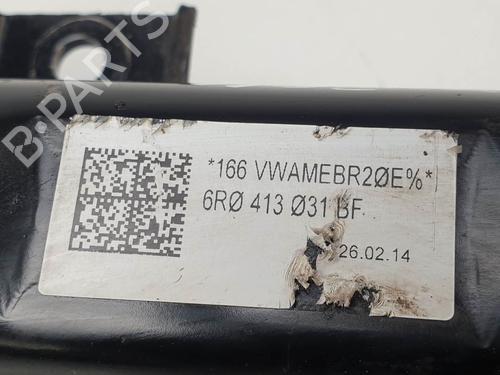 *166 VWAMEBR2ØE%*
6RØ 413 Ø31 BF
26.02.14
B-PARTS